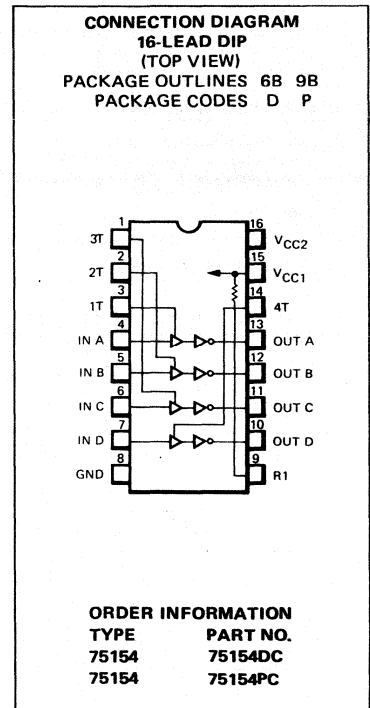 CONNECTION DIAGRAM
16-LEAD DIP
(TOP VIEW)
PACKAGE OUTLINES 6B 9B
PACKAGE CODES D P
1 16
3T VCC2
2 15
2T VCC1
3 14
1T 4T
4 13
IN A OUT A
5 12
IN B OUT B
6 11
IN C OUT C
7 10
IN D OUT D
8 9
GND R1
ORDER INFORMATION
TYPE PART NO.
75154 75154DC
75154 75154PC